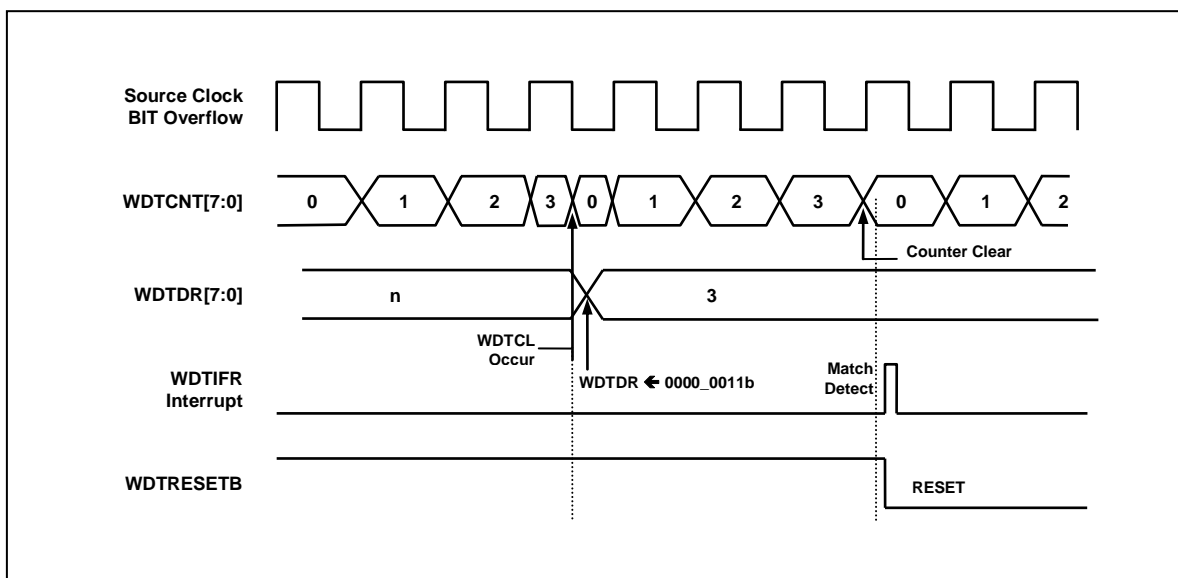 Source Clock
BIT Overflow
WDTCNT[7:0]
0 1 2 3 0 1 2 3 0 1 2
Counter Clear
WDTDR[7:0]
n 3
WDTCL
Occur
WDTDR 🡸 0000_0011b
WDTIFR
Interrupt
Match
Detect
WDTRESETB
RESET